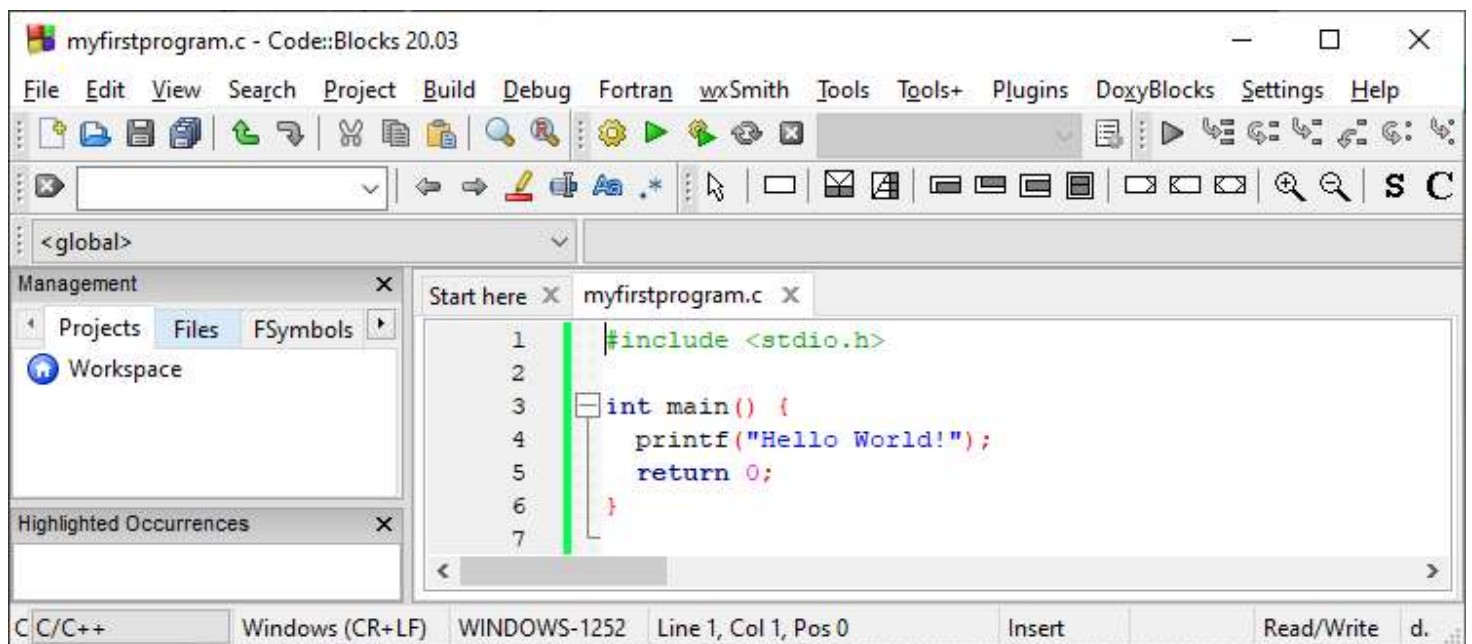 myfirstprogram.c - Code::Blocks 20.03
File Edit View Search Project Build Debug Fortran wxSmith Tools Tools+ Plugins DoxyBlocks Settings Help
S C
<global>
Management
Projects Files FSymbols
Workspace
Highlighted Occurrences
Start here myfirstprogram.c
1 #include <stdio.h>
2
3 int main() {
4 printf("Hello World!");
5 return 0;
6 }
7
C C/C++ Windows (CR+LF) WINDOWS-1252 Line 1, Col 1, Pos 0 Insert Read/Write d.